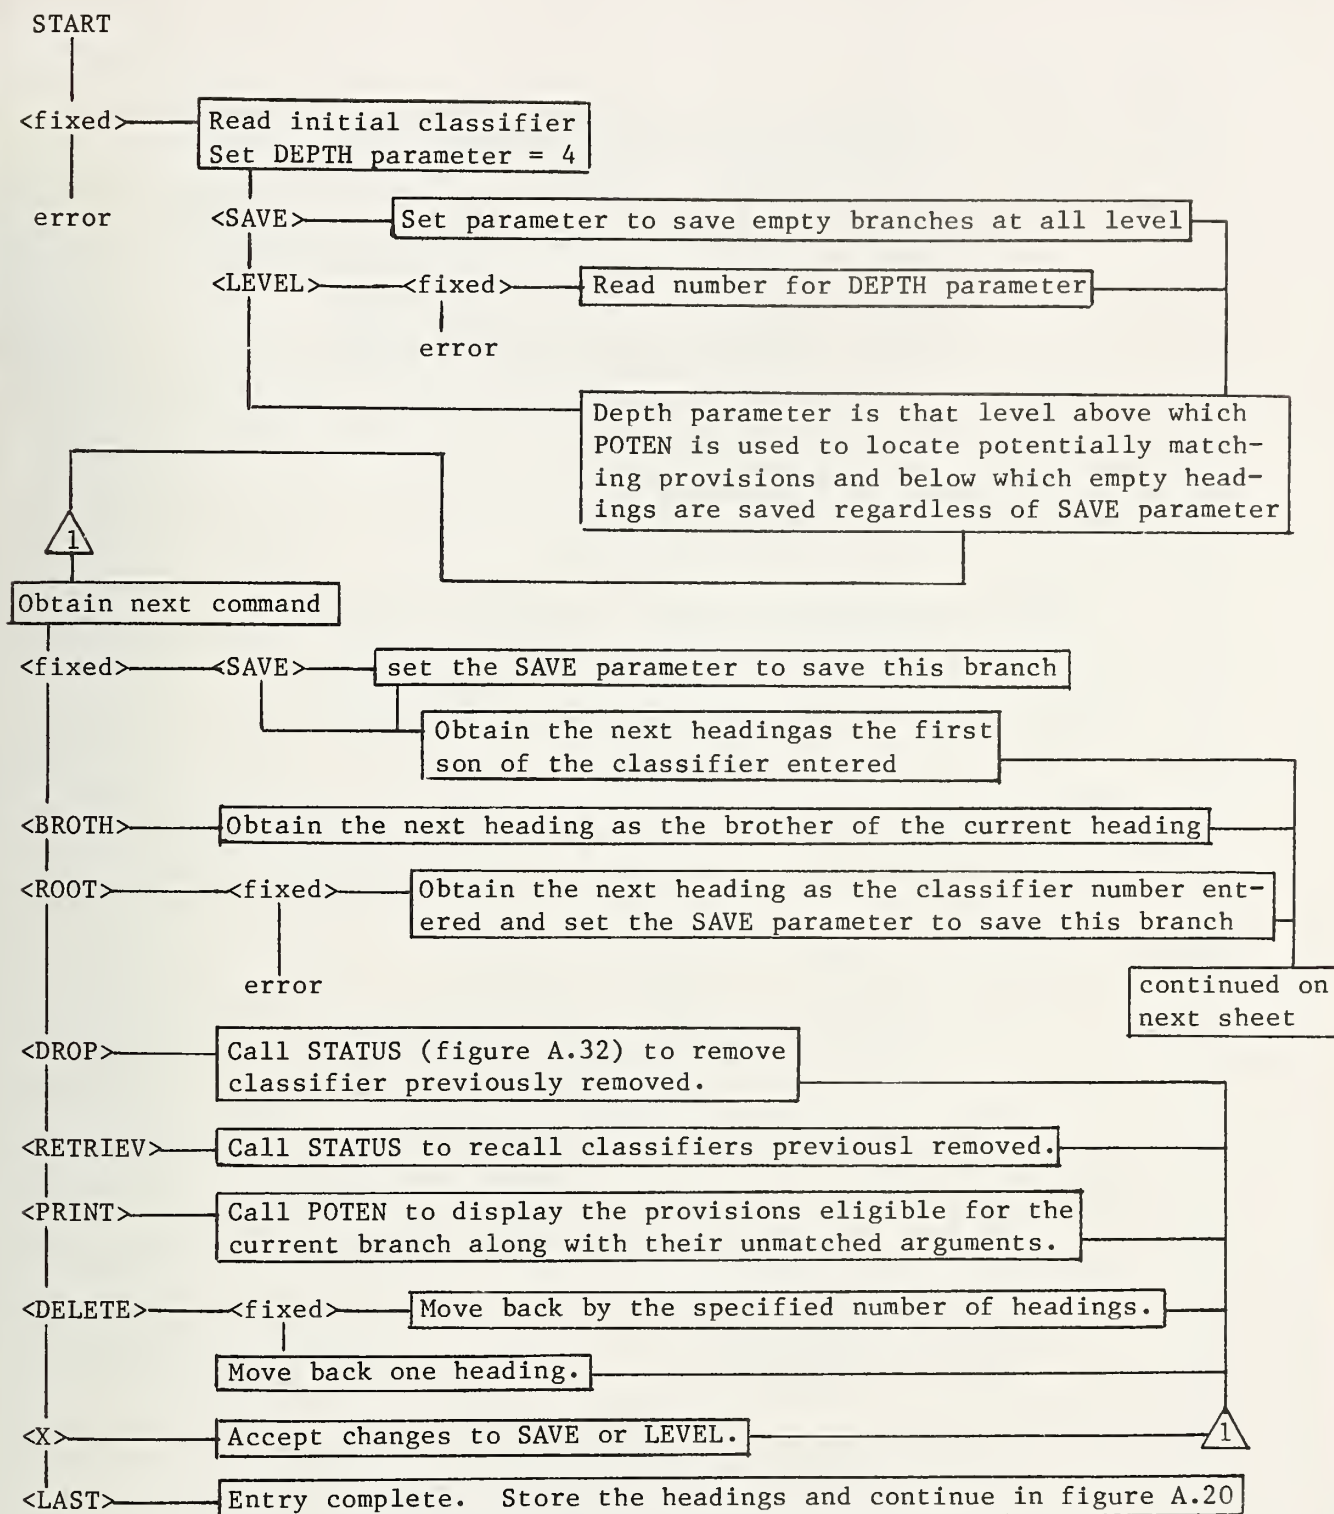 START
<fixed>
Read initial classifier
Set DEPTH parameter = 4
error
<SAVE>
Set parameter to save empty branches at all level
<LEVEL>
<fixed>
Read number for DEPTH parameter
error
Depth parameter is that level above which
POTEN is used to locate potentially match-
ing provisions and below which empty head-
ings are saved regardless of SAVE parameter
1
Obtain next command
<fixed>
<SAVE>
set the SAVE parameter to save this branch
Obtain the next headingas the first
son of the classifier entered
<BROTH>
Obtain the next heading as the brother of the current heading
<ROOT>
<fixed>
Obtain the next heading as the classifier number ent-
ered and set the SAVE parameter to save this branch
error
continued on
next sheet
<DROP>
Call STATUS (figure A.32) to remove
classifier previously removed.
<RETRIEV>
Call STATUS to recall classifiers previousl removed.
<PRINT>
Call POTEN to display the provisions eligible for the
current branch along with their unmatched arguments.
<DELETE>
<fixed>
Move back by the specified number of headings.
Move back one heading.
<X>
Accept changes to SAVE or LEVEL.
1
<LAST>
Entry complete. Store the headings and continue in figure A.20